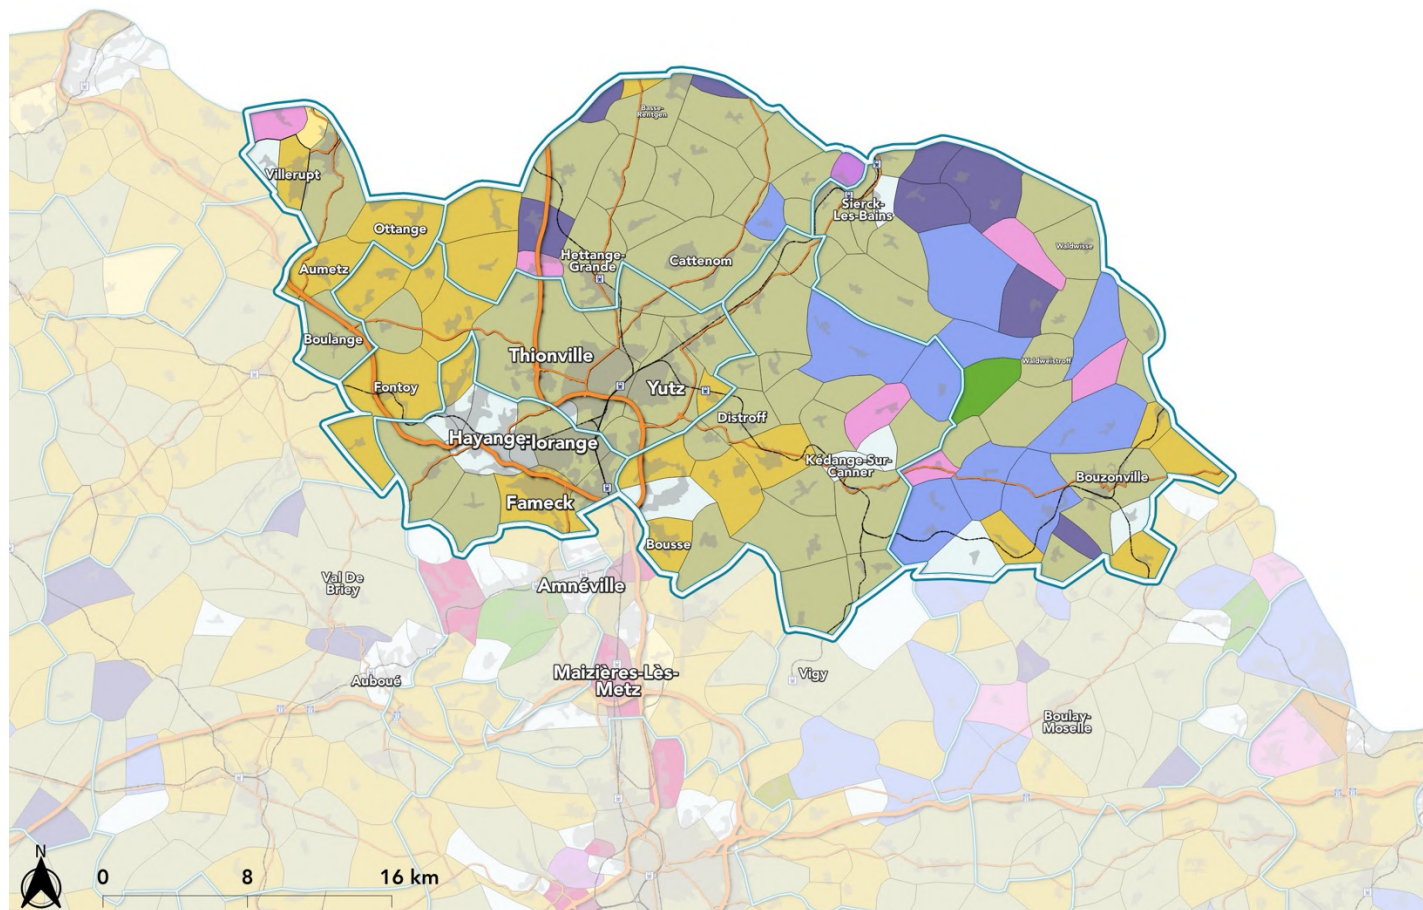 Basse-
Rentgen
Villerupt
Sierck-
Les-Bains
Ottange
Waldwisse
Hettange-
Grande
Cattenom
Aumetz
Boulange
Thionville
Waldweistroff
Fontoy
Yutz
Distroff
Hayange
Florange
Kédange-Sur-
Canner
Bouzonville
Fameck
Bousse
Val De
Briey
Amnéville
Auboué
Maizières-Lès-
Metz
Vigy
Boulay-
Moselle
N
0 8 16 km